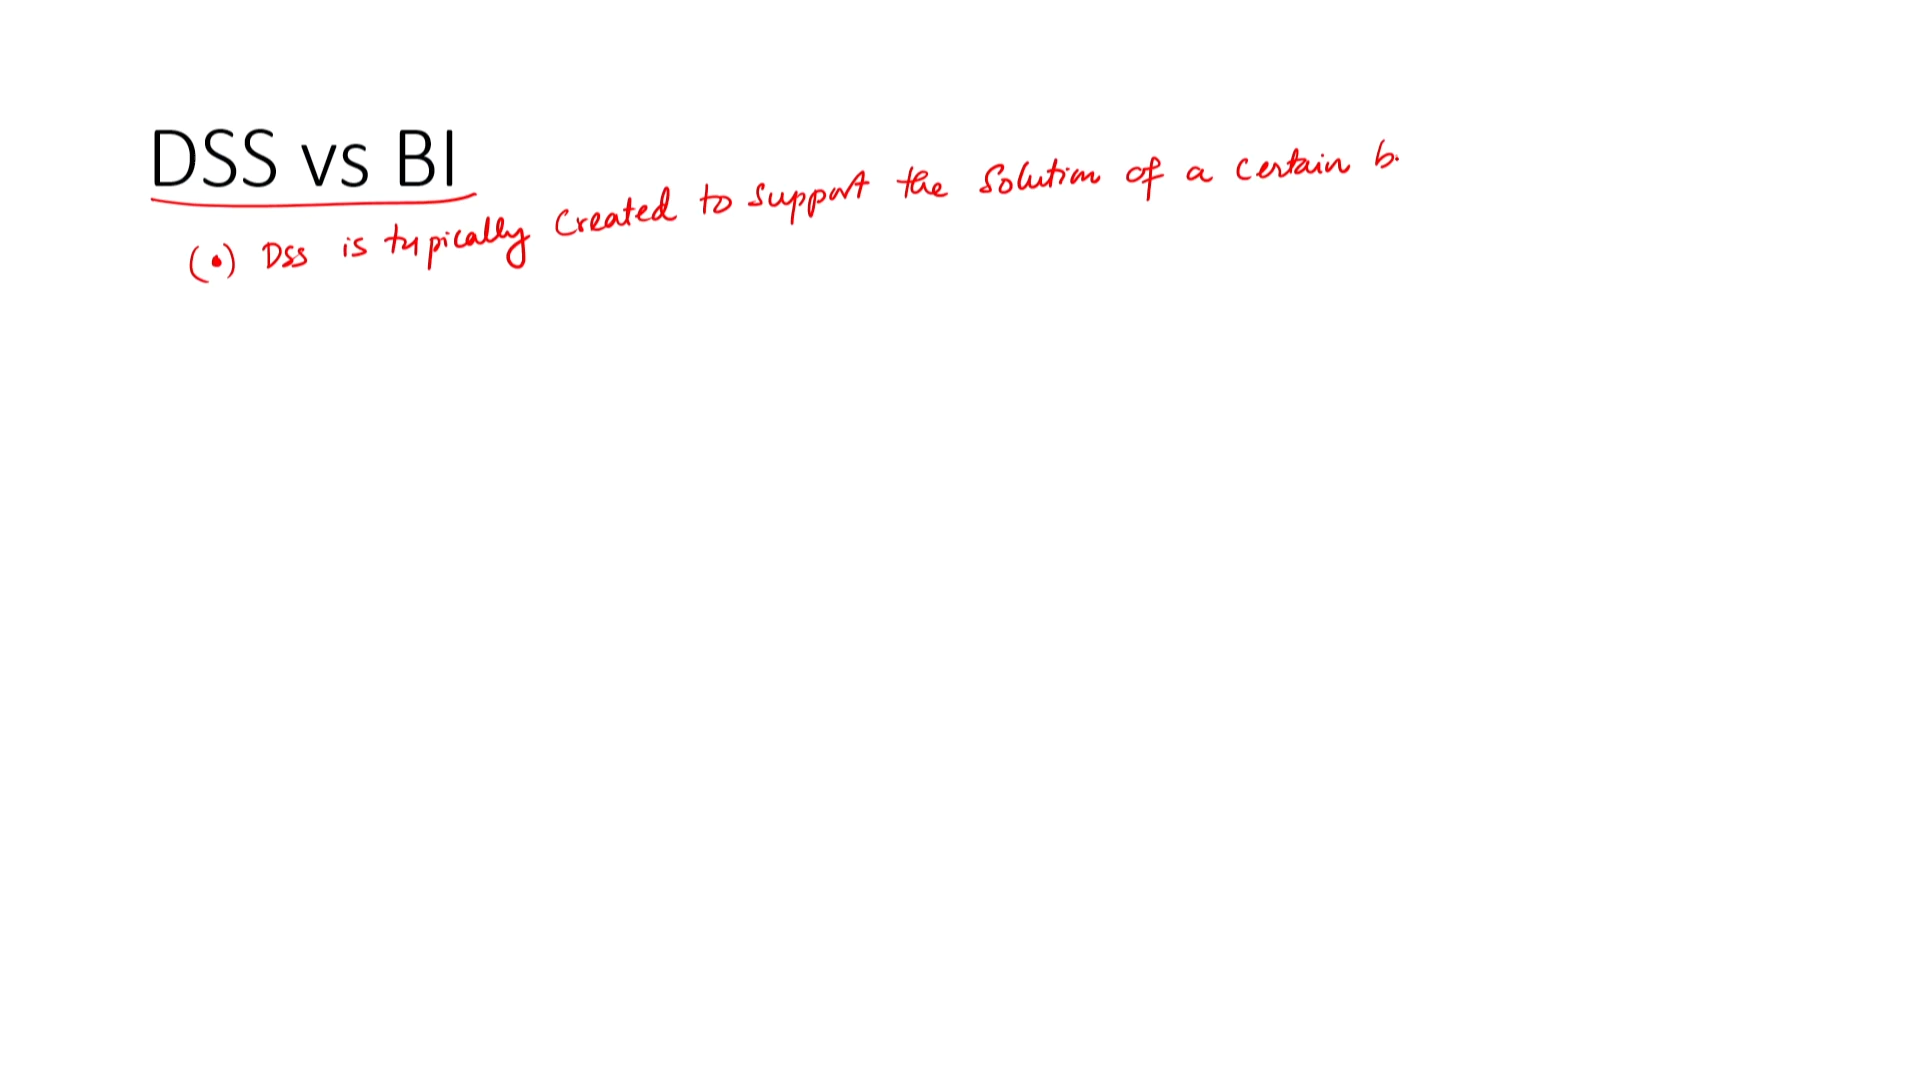 DSS vs BI
(•) DSS is typically Created to Support the Solution of a certain b.